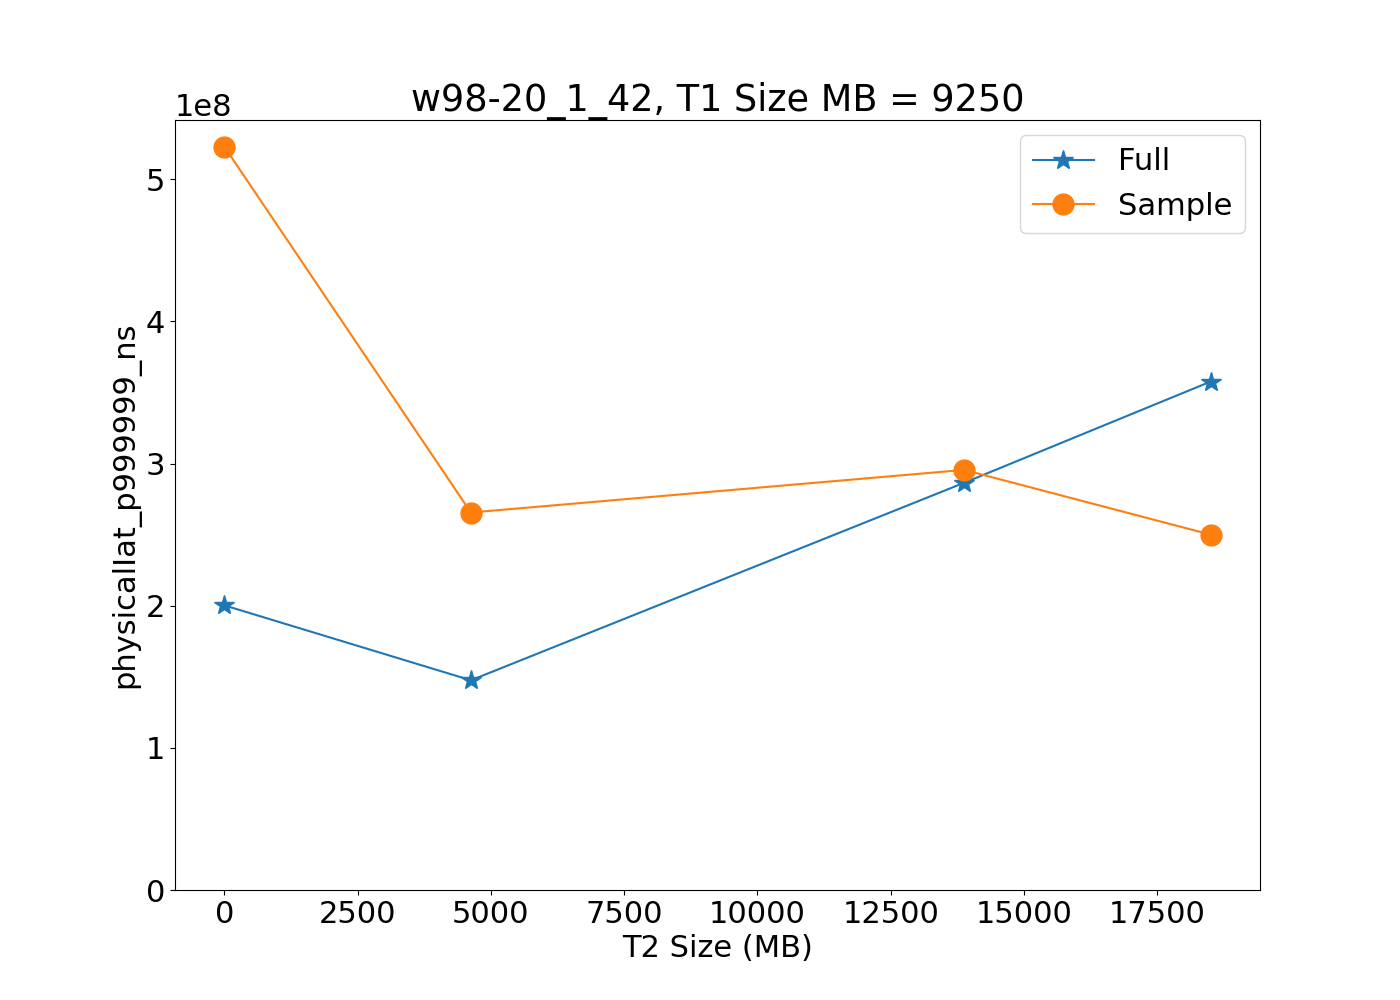 w98-20_1_42, T1 Size MB = 9250
1e8
Full
Sample
5
4
3
2
1
0
physicallat_p999999_ns
0 2500 5000 7500 10000 12500 15000 17500
T2 Size (MB)